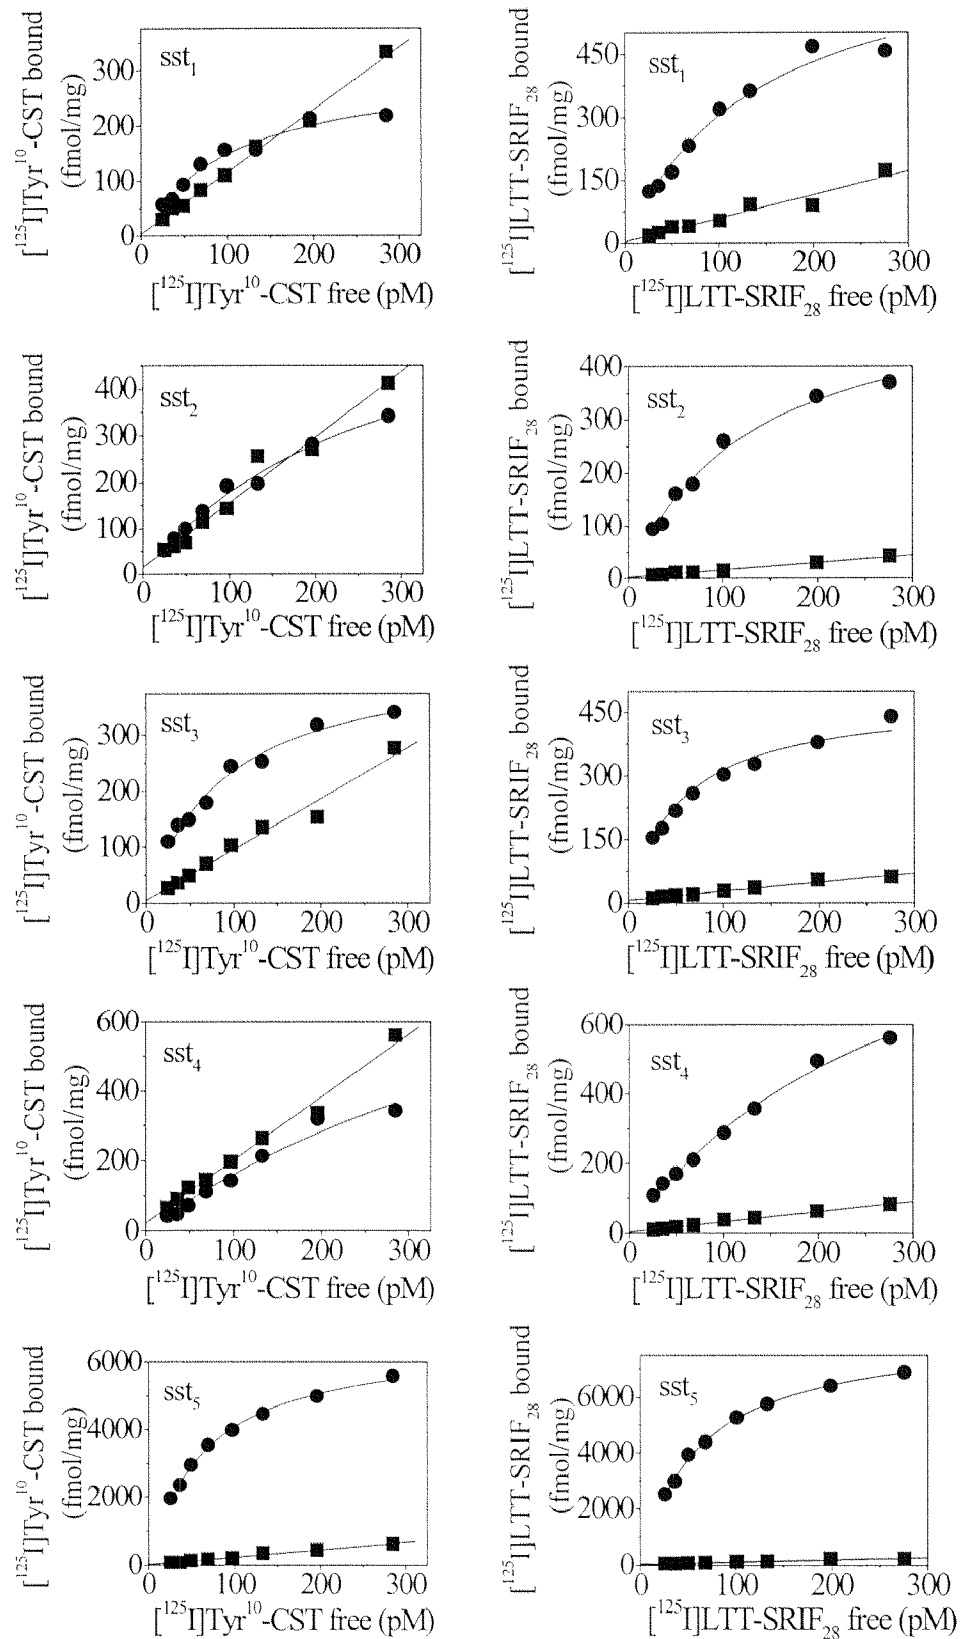 [¹²⁵I]Tyr¹⁰-CST bound
(fmol/mg)
300
200
100
0
sst₁
0 100 200 300
[¹²⁵I]Tyr¹⁰-CST free (pM)
[¹²⁵I]LTT-SRIF₂₈ bound
(fmol/mg)
450
300
150
0
sst₁
0 100 200 300
[¹²⁵I]LTT-SRIF₂₈ free (pM)
[¹²⁵I]Tyr¹⁰-CST bound
(fmol/mg)
400
300
200
100
0
sst₂
0 100 200 300
[¹²⁵I]Tyr¹⁰-CST free (pM)
[¹²⁵I]LTT-SRIF₂₈ bound
(fmol/mg)
400
300
200
100
0
sst₂
0 100 200 300
[¹²⁵I]LTT-SRIF₂₈ free (pM)
[¹²⁵I]Tyr¹⁰-CST bound
(fmol/mg)
300
200
100
0
sst₃
0 100 200 300
[¹²⁵I]Tyr¹⁰-CST free (pM)
[¹²⁵I]LTT-SRIF₂₈ bound
(fmol/mg)
450
300
150
0
sst₃
0 100 200 300
[¹²⁵I]LTT-SRIF₂₈ free (pM)
[¹²⁵I]Tyr¹⁰-CST bound
(fmol/mg)
600
400
200
0
sst₄
0 100 200 300
[¹²⁵I]Tyr¹⁰-CST free (pM)
[¹²⁵I]LTT-SRIF₂₈ bound
(fmol/mg)
600
400
200
0
sst₄
0 100 200 300
[¹²⁵I]LTT-SRIF₂₈ free (pM)
[¹²⁵I]Tyr¹⁰-CST bound
(fmol/mg)
6000
4000
2000
0
sst₅
0 100 200 300
[¹²⁵I]Tyr¹⁰-CST free (pM)
[¹²⁵I]LTT-SRIF₂₈ bound
(fmol/mg)
6000
4000
2000
0
sst₅
0 100 200 300
[¹²⁵I]LTT-SRIF₂₈ free (pM)